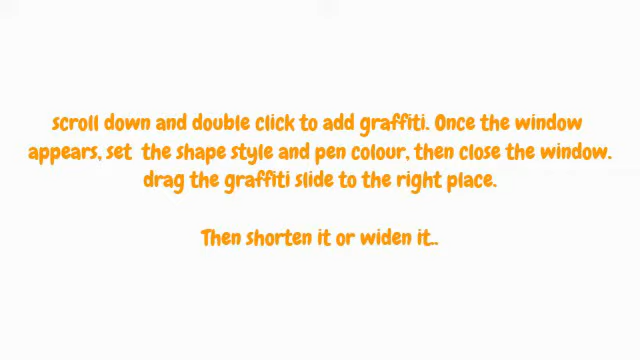 scroll down and double click to add graffiti. Once the window
appears, set  the shape style and pen colour, then close the window.
drag the graffiti slide to the right place.
Then shorten it or widen it..